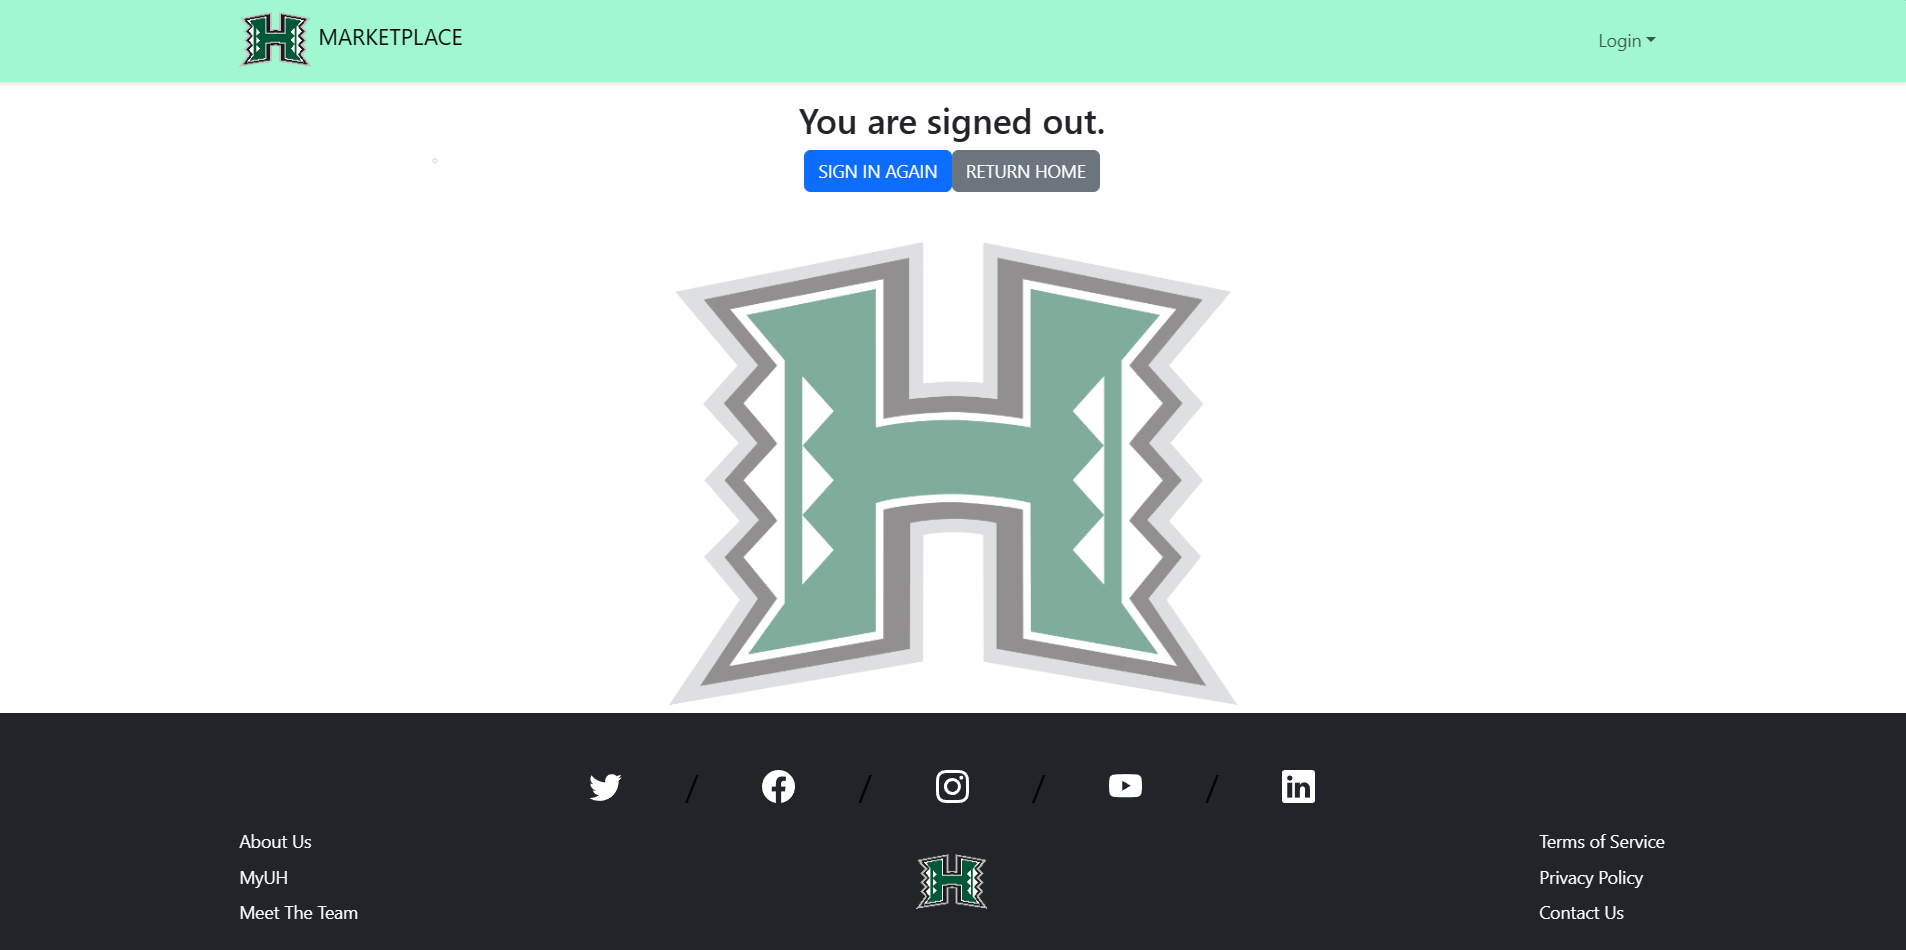 MARKETPLACE
Login
You are signed out.
SIGN IN AGAIN
RETURN HOME
/ / / /
About Us
MyUH
Meet The Team
Terms of Service
Privacy Policy
Contact Us